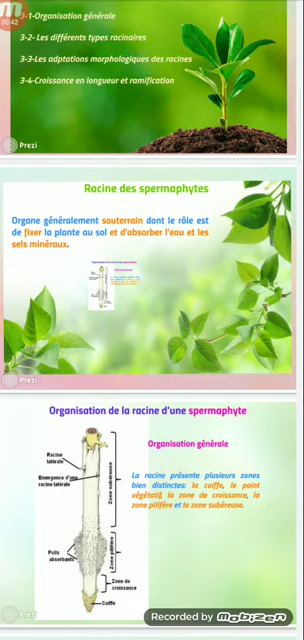 00:42
3-1-Organisation générale
3-2- Les différents types racinaires
3-3-Les adptations morphologiques des racines
3-4-Croissance en longueur et ramification
Prezi
Racine des spermaphytes
Organe généralement souterrain dont le rôle est
de fixer la plante au sol et d'absorber l'eau et les
sels minéraux.
Prezi
Organisation de la racine d'une spermaphyte
Organisation générale
La racine présente plusieurs zones
bien distinctes: la coiffe, le point
végétatif, la zone de croissance, la
zone pilifère et la zone subéreuse.
Racine
latérale
Emergence d'une
racine latérale
Zone subéreuse
Poils
absorbants
Zone pilifère
Zone de
croissance
Coiffe
Prezi
Recorded by mobizen